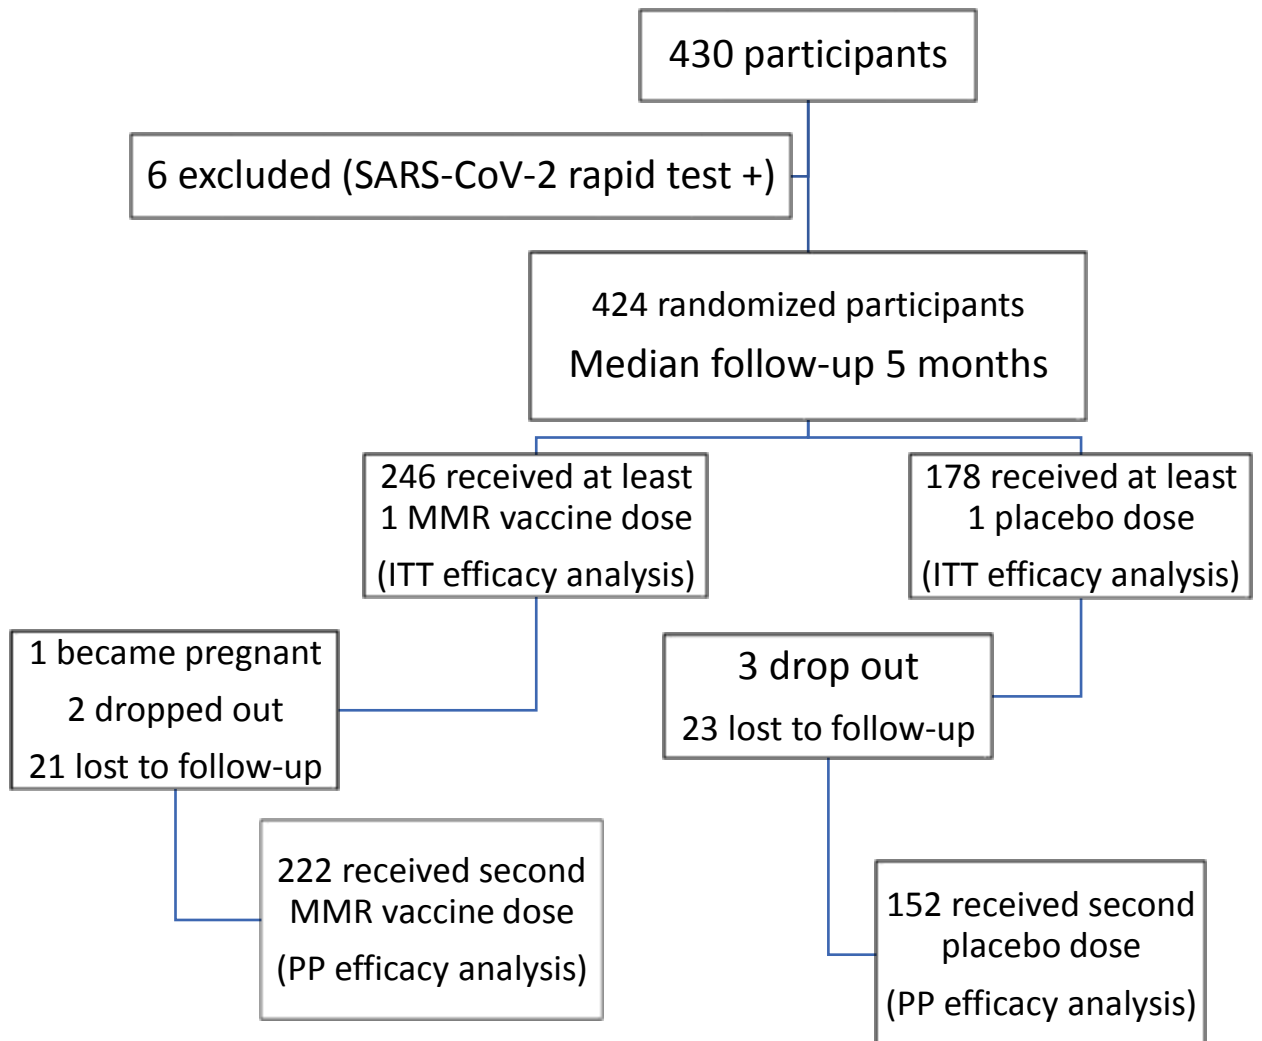 430 participants
6 excluded (SARS-CoV-2 rapid test +)
424 randomized participants
Median follow-up 5 months
246 received at least
1 MMR vaccine dose
(ITT efficacy analysis)
178 received at least
1 placebo dose
(ITT efficacy analysis)
1 became pregnant
2 dropped out
21 lost to follow-up
3 drop out
23 lost to follow-up
222 received second
MMR vaccine dose
(PP efficacy analysis)
152 received second
placebo dose
(PP efficacy analysis)